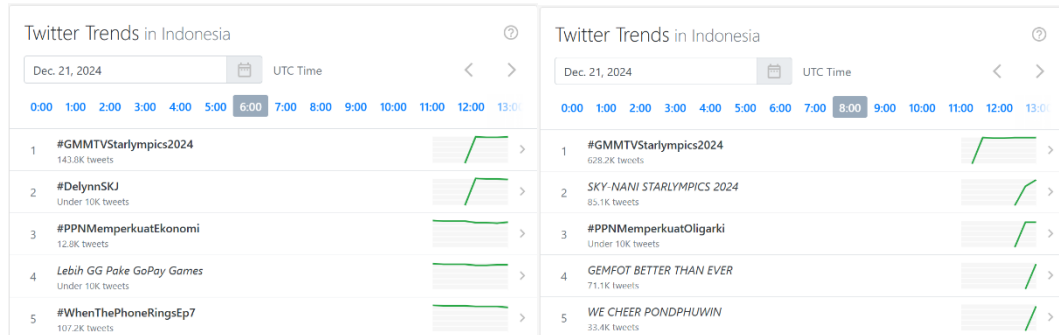 Twitter Trends in Indonesia
Dec. 21, 2024 UTC Time
0:00 1:00 2:00 3:00 4:00 5:00 6:00 7:00 8:00 9:00 10:00 11:00 12:00 13:00
1 #GMMTVStarlympics2024
143.8K tweets
2 #DelynnSKJ
Under 10K tweets
3 #PPNMemperkuatEkonomi
12.8K tweets
4 Lebih GG Pake GoPay Games
Under 10K tweets
5 #WhenThePhoneRingsEp7
107.2K tweets
Twitter Trends in Indonesia
Dec. 21, 2024 UTC Time
0:00 1:00 2:00 3:00 4:00 5:00 6:00 7:00 8:00 9:00 10:00 11:00 12:00 13:0
1 #GMMTVStarlympics2024
628.2K tweets
2 SKY-NANI STARLYMPICS 2024
85.1K tweets
3 #PPNMemperkuatOligarki
Under 10K tweets
4 GEMFOT BETTER THAN EVER
71.1K tweets
5 WE CHEER PONDPHUWIN
33.4K tweets